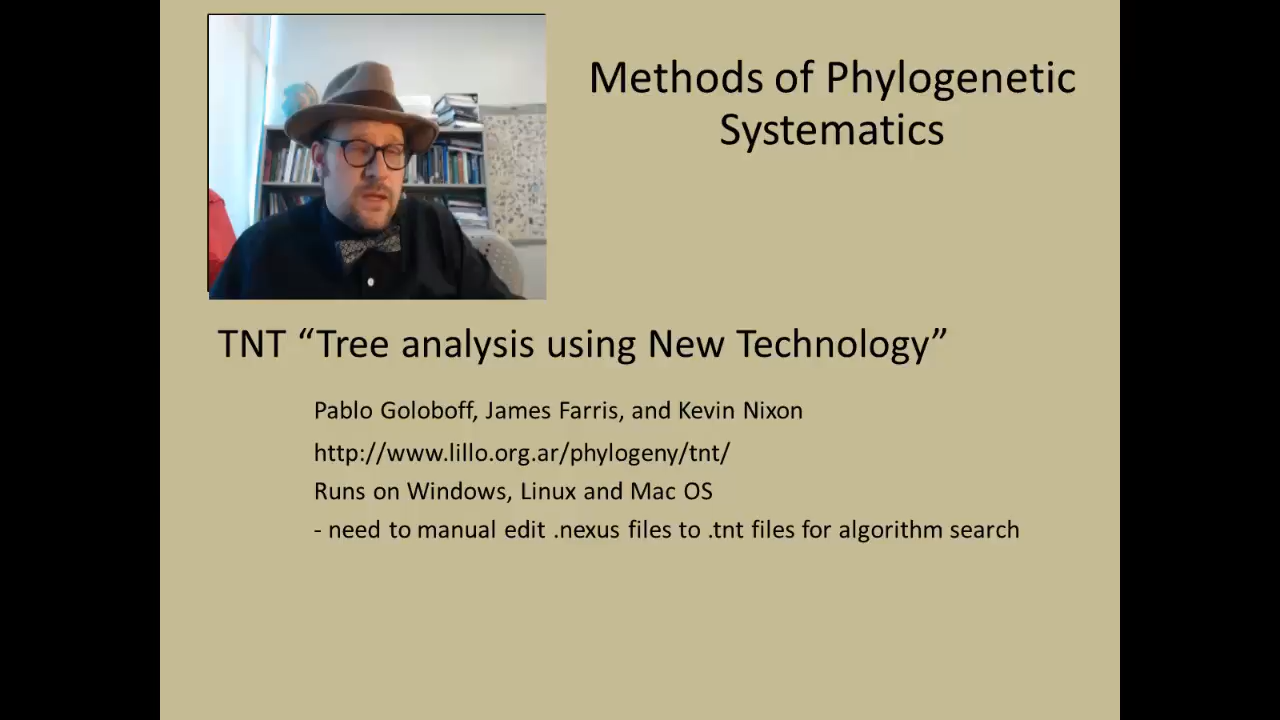 Methods of Phylogenetic
Systematics
TNT “Tree analysis using New Technology”
Pablo Goloboff, James Farris, and Kevin Nixon
http://www.lillo.org.ar/phylogeny/tnt/
Runs on Windows, Linux and Mac OS
- need to manual edit .nexus files to .tnt files for algorithm search